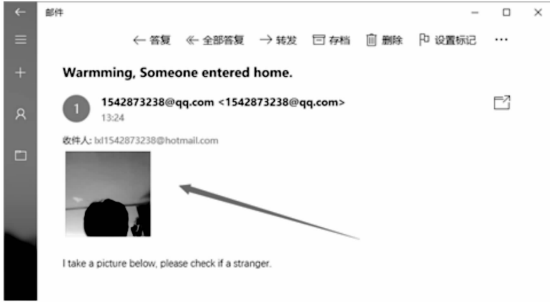 邮件
答复 全部答复 转发 存档 删除 设置标记 ...
Warmming, Someone entered home.
1 1542873238@qq.com <1542873238@qq.com>
13:24
收件人: lxl1542873238@hotmail.com
I take a picture below, please check if a stranger.